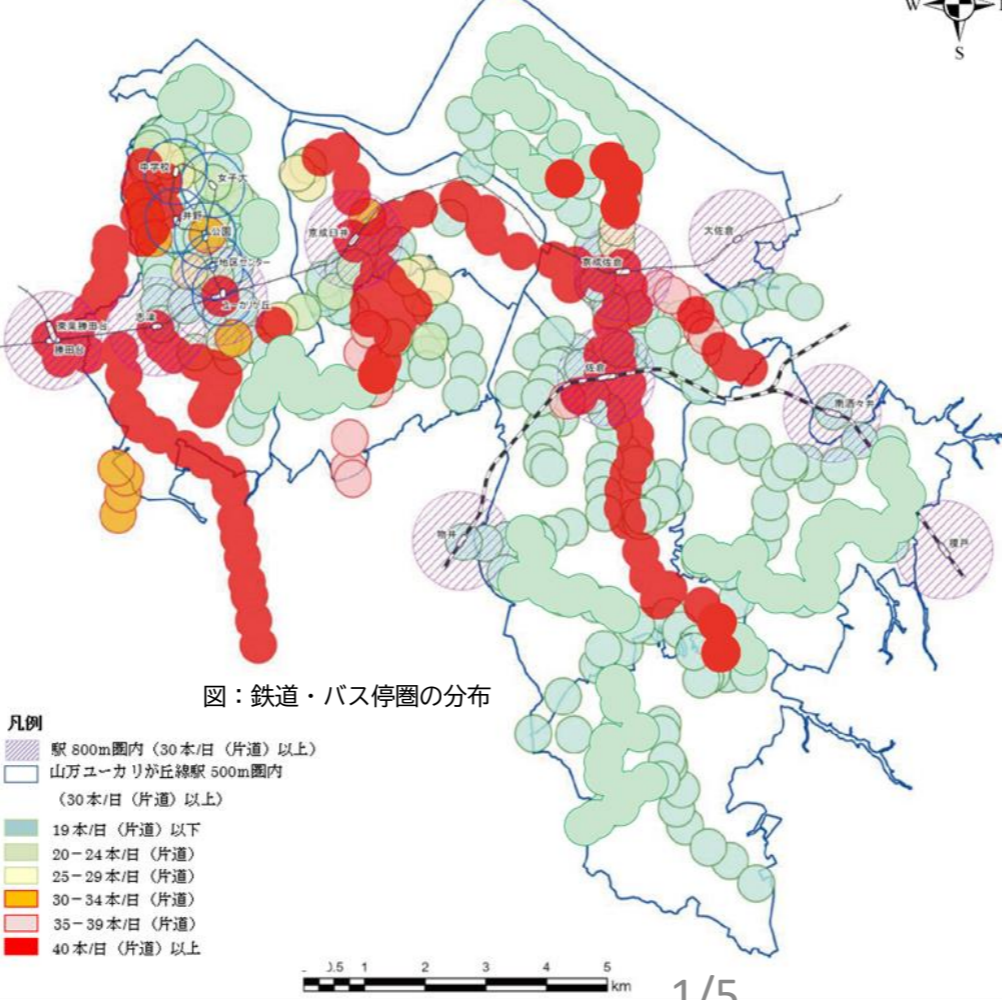 W
S
中学校
女子大
井野
公園
地区センター
ユーカリが丘
志津
東葉勝田台
勝田台
京成臼井
京成佐倉
大佐倉
佐倉
南酒々井
物井
榎戸
図：鉄道・バス停圏の分布
凡例
駅 800m圏内（30本/日（片道）以上）
山万ユーカリが丘線駅 500m圏内
（30本/日（片道）以上）
19本/日（片道）以下
20－24本/日（片道）
25－29本/日（片道）
30－34本/日（片道）
35－39本/日（片道）
40本/日（片道）以上
0.5 1 2 3 4 5
km
1/5